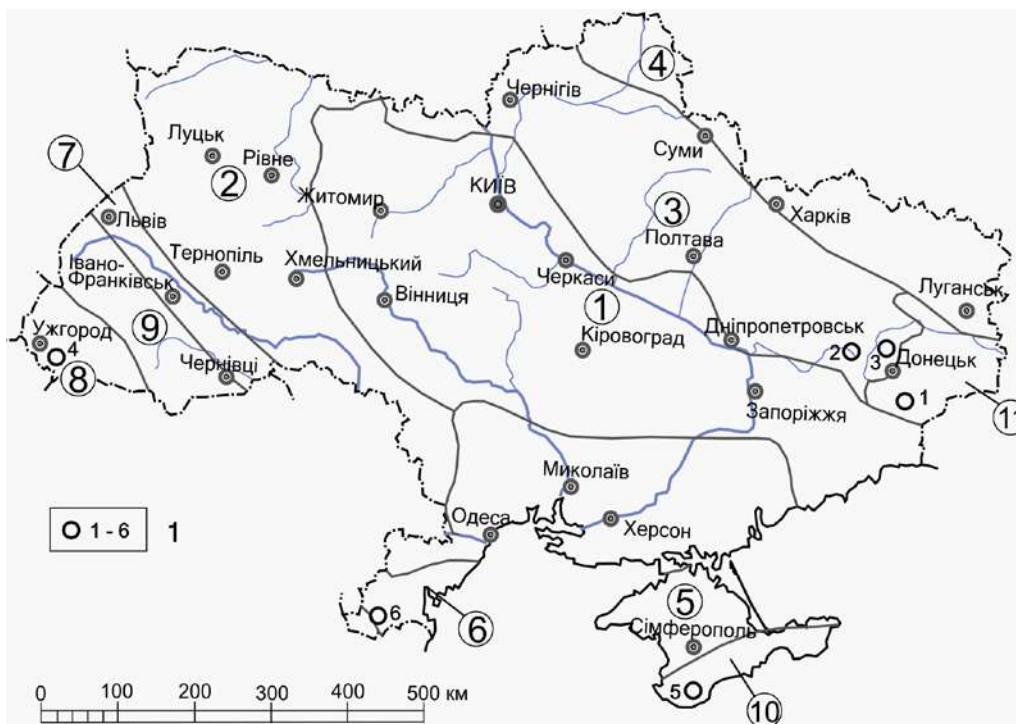 4
Чернігів
Луцьк
Рівне
2
Суми
7
Житомир
КИЇВ
3
Харків
Львів
Полтава
Тернопіль
Хмельницький
Черкаси
Івано-
Франківськ
Вінниця
1
Луганськ
Ужгород
9
Кіровоград
Дніпропетровськ
4
2
3
Донецьк
8
Чернівці
1
11
Запоріжжя
Миколаїв
1 - 6
1
Одеса
Херсон
5
6
6
Сімферополь
5
10
0
100
200
300
400
500 км